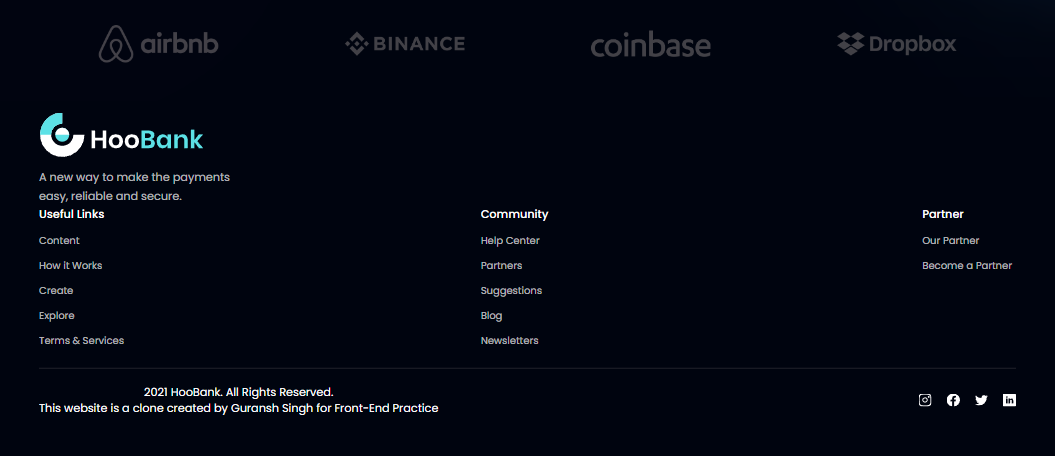 airbnb
BINANCE
coinbase
Dropbox
HooBank
A new way to make the payments
easy, reliable and secure.
Useful Links
Content
How it Works
Create
Explore
Terms & Services
Community
Help Center
Partners
Suggestions
Blog
Newsletters
Partner
Our Partner
Become a Partner
2021 HooBank. All Rights Reserved.
This website is a clone created by Guransh Singh for Front-End Practice
in